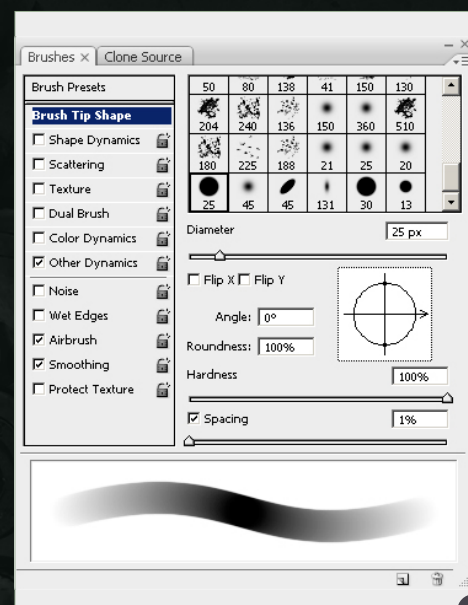 Brushes × Clone Source
Brush Presets
Brush Tip Shape
Shape Dynamics
Scattering
Texture
Dual Brush
Color Dynamics
Other Dynamics
Noise
Wet Edges
Airbrush
Smoothing
Protect Texture
50 80 138 41 150 130
204 240 136 150 360 510
180 225 188 21 25 20
25 45 45 131 30 13
Diameter 25 px
Flip X Flip Y
Angle: 0°
Roundness: 100%
Hardness 100%
Spacing 1%